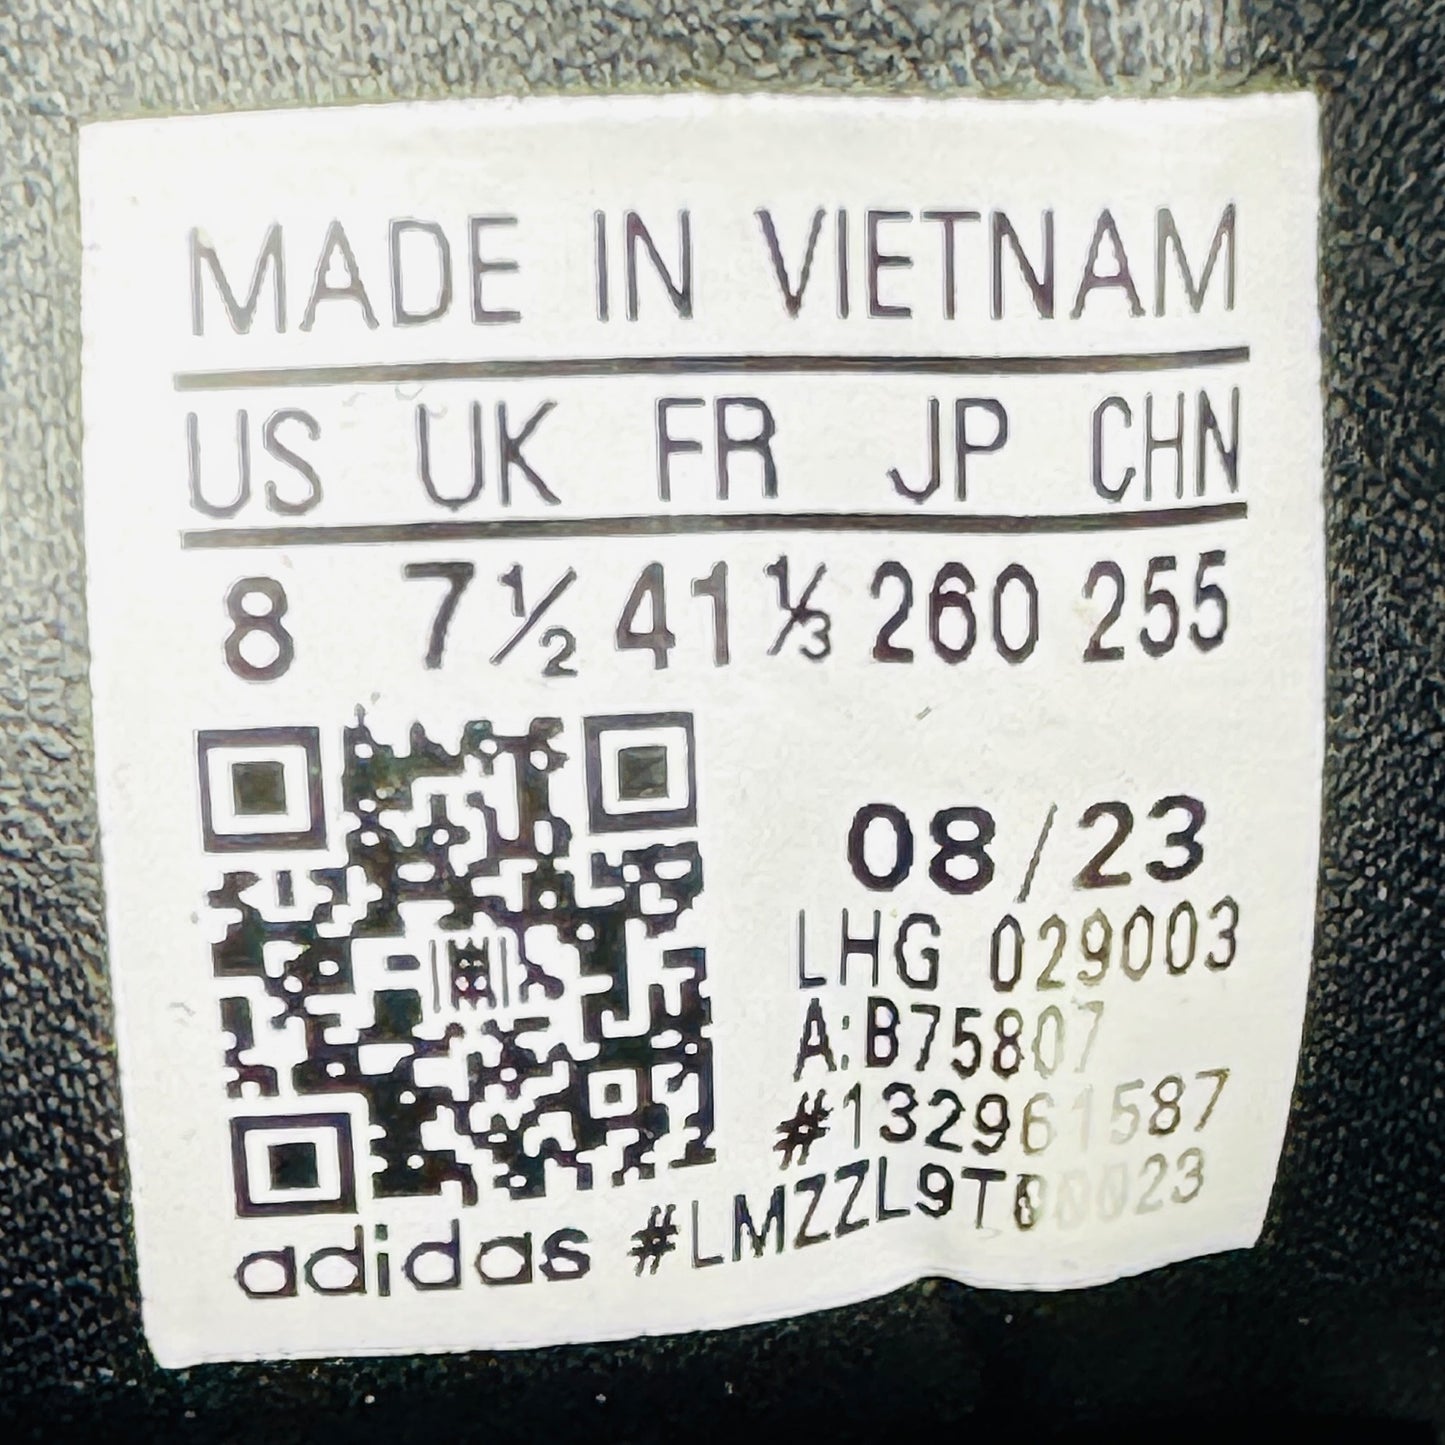 MADE IN VIETNAM
US UK FR JP CHN
8 7½ 41⅓ 260 255
08/23
LHG 029003
A:B75807
#132961587
adidas #LMZZL9T00023